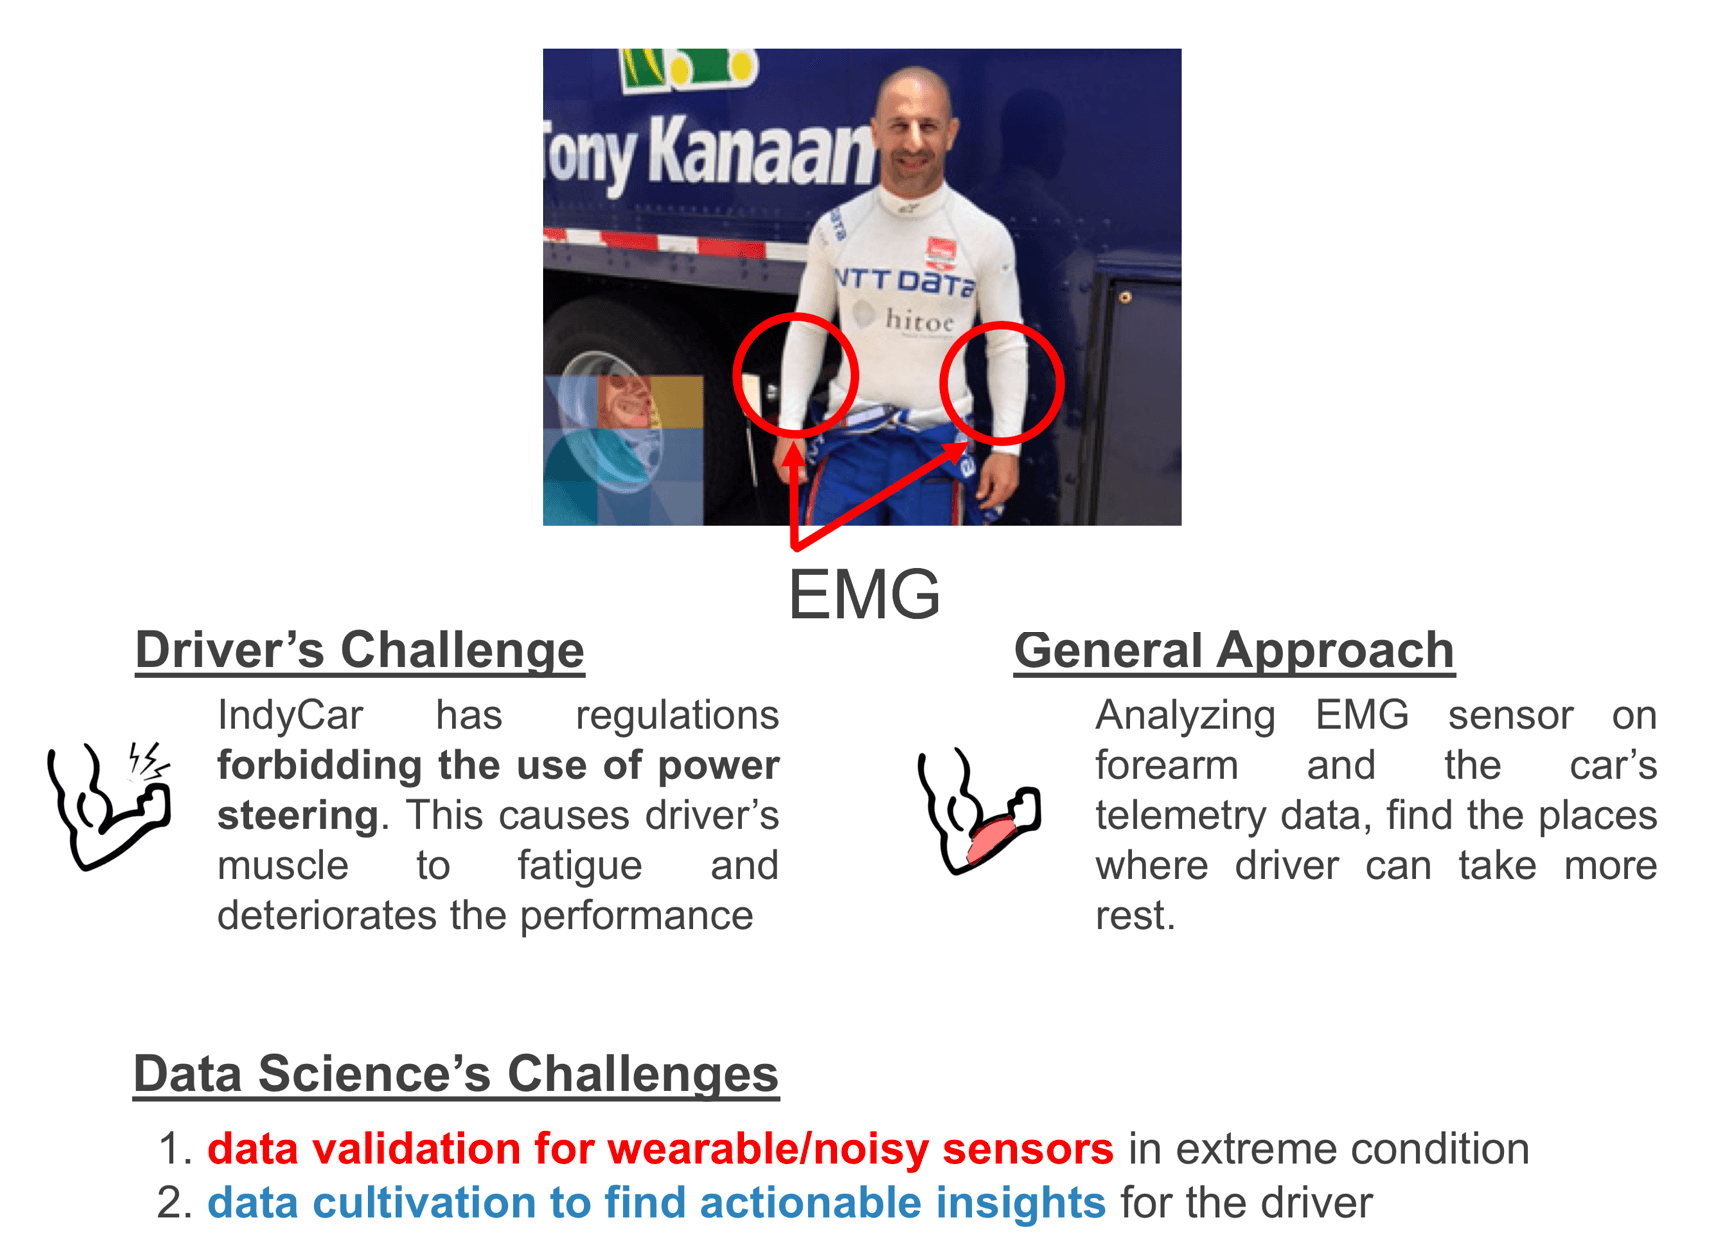 Tony Kanaan
NTT DATA
hitoe
EMG
Driver’s Challenge
IndyCar has regulations
forbidding the use of power
steering. This causes driver’s
muscle to fatigue and
deteriorates the performance
General Approach
Analyzing EMG sensor on
forearm and the car’s
telemetry data, find the places
where driver can take more
rest.
Data Science’s Challenges
1. data validation for wearable/noisy sensors in extreme condition
2. data cultivation to find actionable insights for the driver